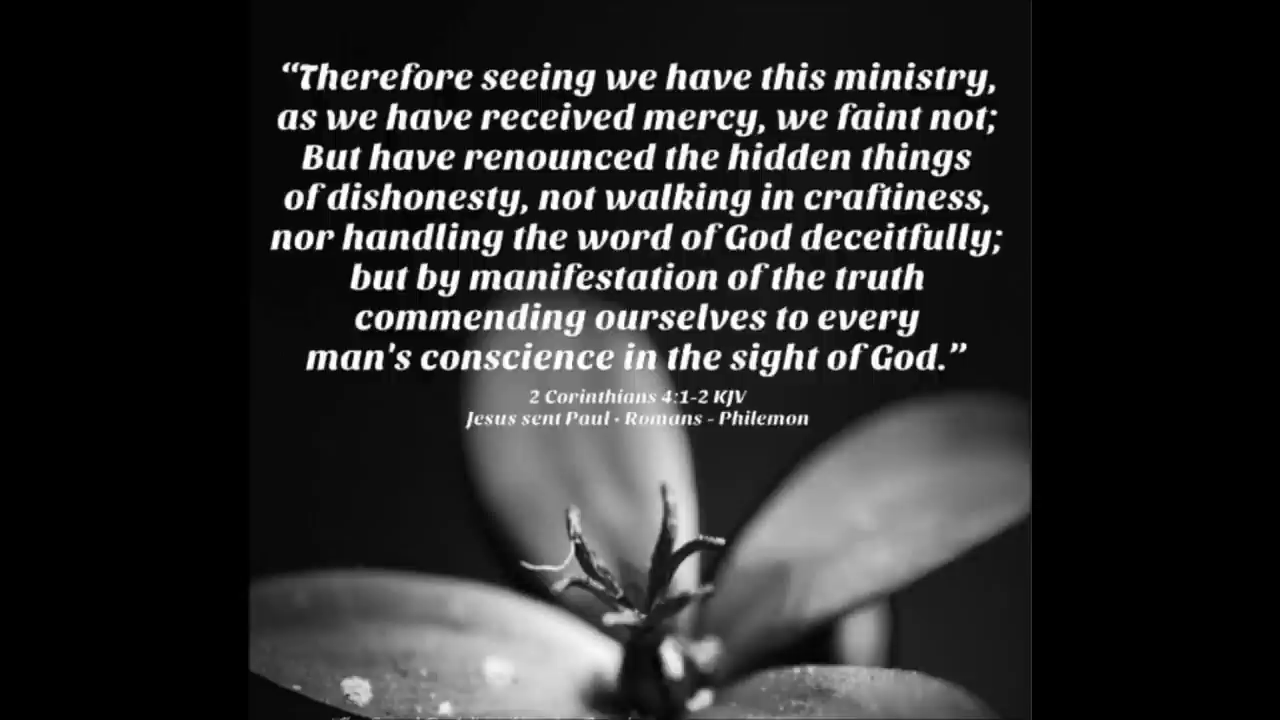 “Therefore seeing we have this ministry,
as we have received mercy, we faint not;
But have renounced the hidden things
of dishonesty, not walking in craftiness,
nor handling the word of God deceitfully;
but by manifestation of the truth
commending ourselves to every
man's conscience in the sight of God.”
2 Corinthians 4:1-2 KJV
Jesus sent Paul • Romans - Philemon